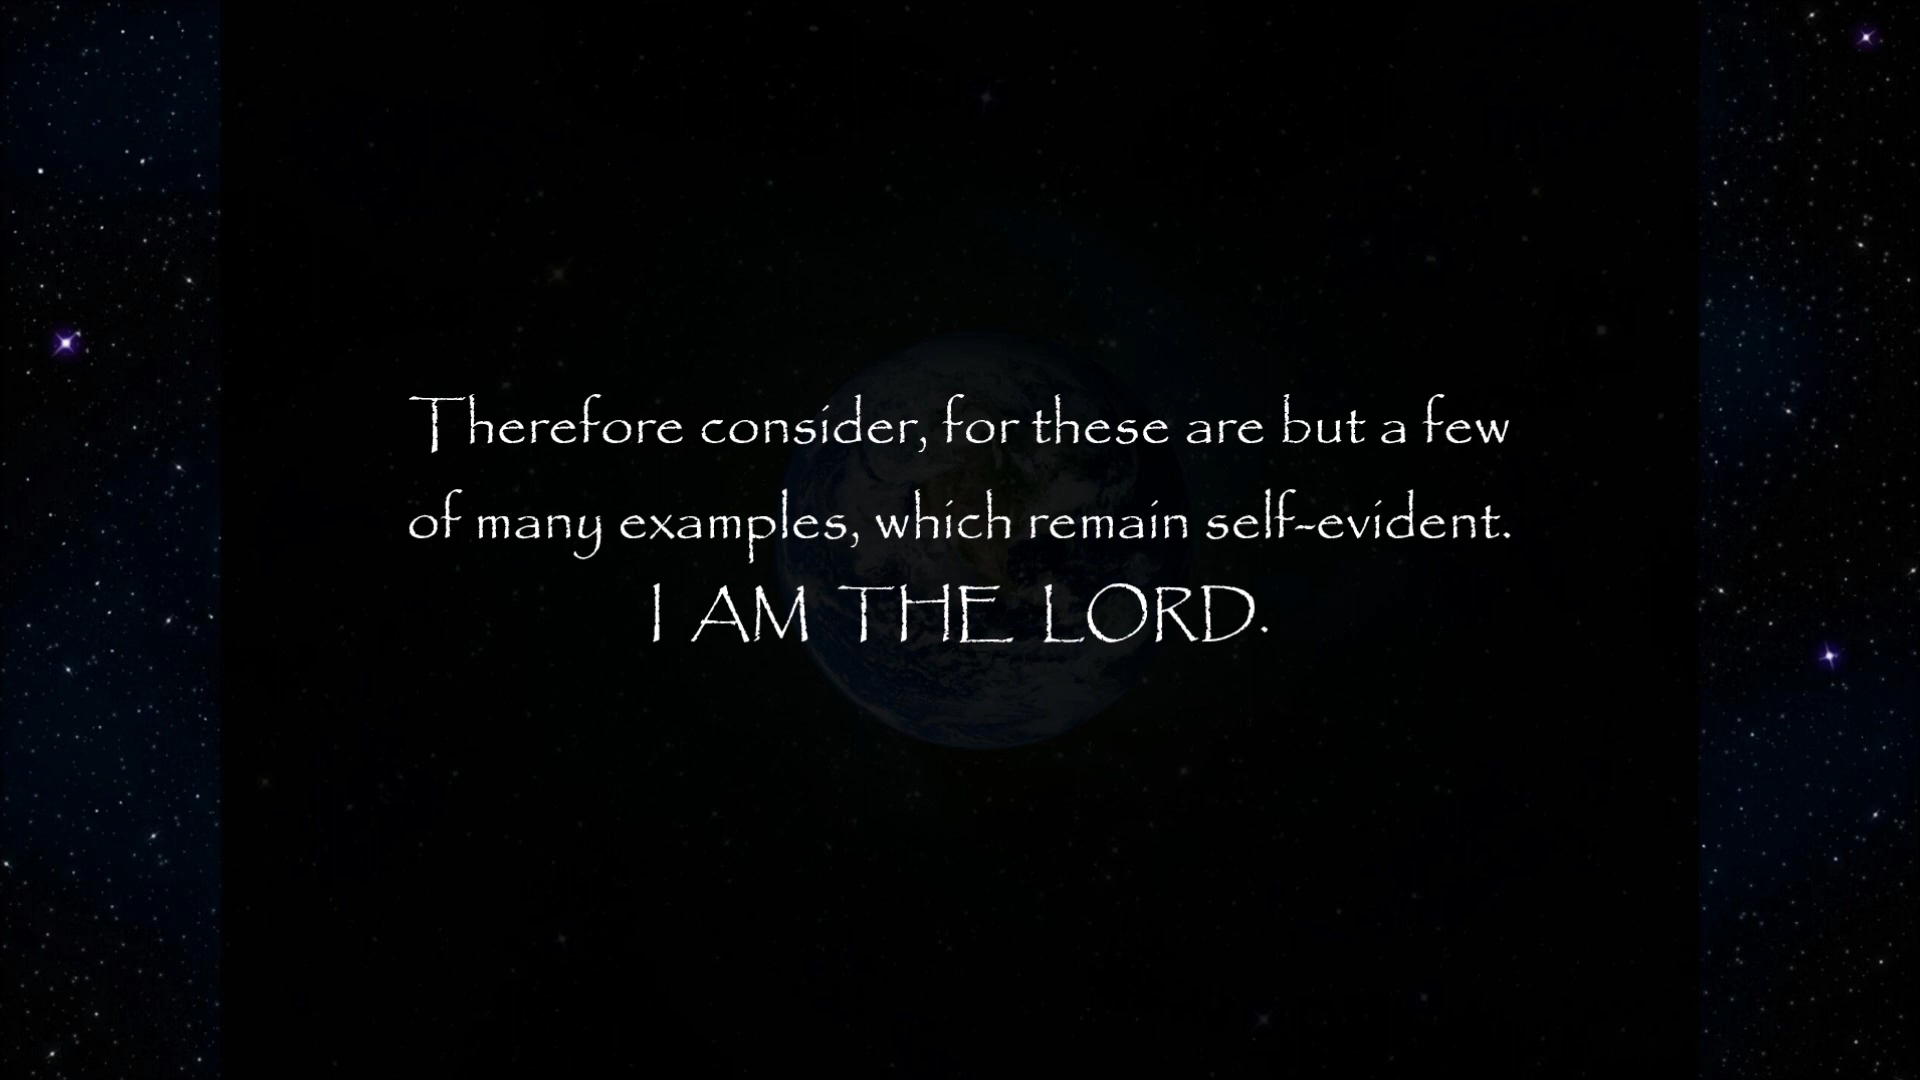 Therefore consider, for these are but a few
of many examples, which remain self-evident.
I AM THE LORD.